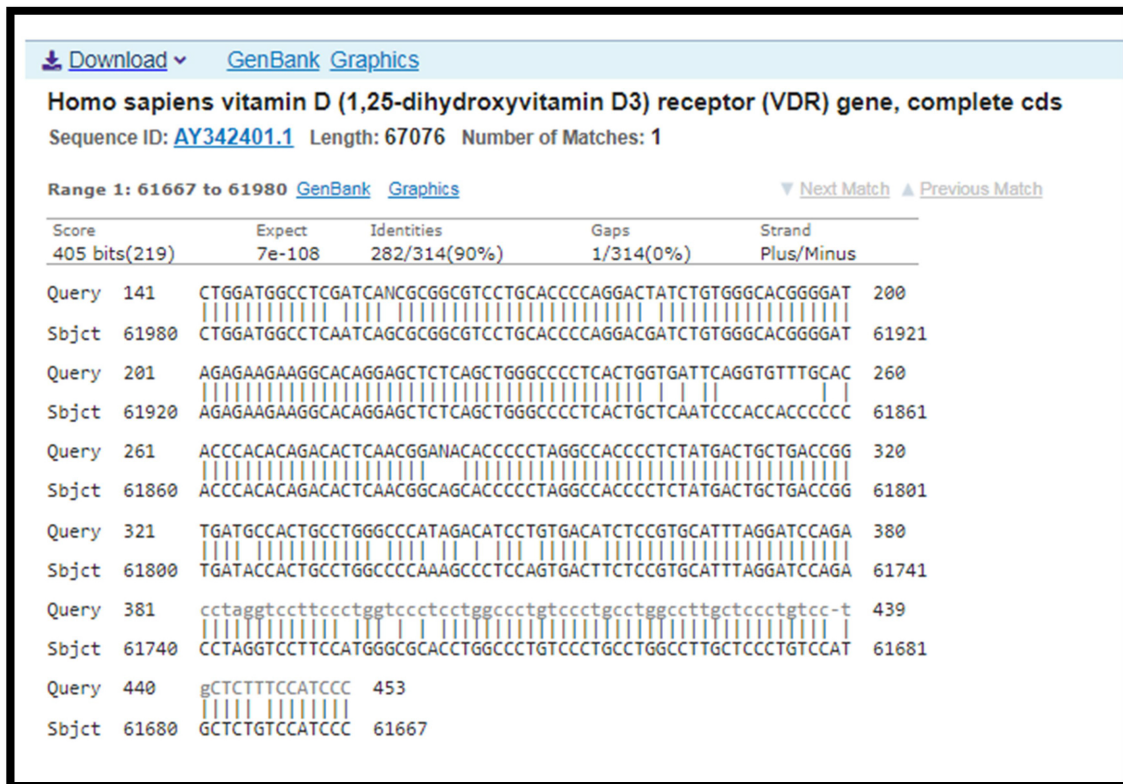 Download GenBank Graphics
Homo sapiens vitamin D (1,25-dihydroxyvitamin D3) receptor (VDR) gene, complete cds
Sequence ID: AY342401.1 Length: 67076 Number of Matches: 1
Range 1: 61667 to 61980 GenBank Graphics ▼ Next Match ▲ Previous Match
Score Expect Identities Gaps Strand
405 bits(219) 7e-108 282/314(90%) 1/314(0%) Plus/Minus
Query 141 CTGGATGGCCTCGATCANCGCGGCGTCCTGCACCCCAGGACTATCTGTGGGCACGGGGAT 200
Sbjct 61980 CTGGATGGCCTCAATCAGCGCGGCGTCCTGCACCCCAGGACGATCTGTGGGCACGGGGAT 61921
Query 201 AGAGAAGAAGGCACAGGAGCTCTCAGCTGGGCCCCTCACTGGTGATTCAGGTGTTTGCAC 260
Sbjct 61920 AGAGAAGAAGGCACAGGAGCTCTCAGCTGGGCCCCTCACTGCTCAATCCCACCACCCCCC 61861
Query 261 ACCCACACAGACACTCAACGGANACACCCCCTAGGCCACCCCTCTATGACTGCTGACCGG 320
Sbjct 61860 ACCCACACAGACACTCAACGGCAGCACCCCCTAGGCCACCCCTCTATGACTGCTGACCGG 61801
Query 321 TGATGCCACTGCCTGGGCCCATAGACATCCTGTGACATCTCCGTGCATTTAGGATCCAGA 380
Sbjct 61800 TGATACCACTGCCTGGCCCCAAAGCCCTCCAGTGACTTCTCCGTGCATTTAGGATCCAGA 61741
Query 381 cctaggtccttccctggtccctcctggccctgtccctgcctggccttgctccctgtcc-t 439
Sbjct 61740 CCTAGGTCCTTCCATGGGCGCACCTGGCCCTGTCCCTGCCTGGCCTTGCTCCCTGTCCAT 61681
Query 440 gCTCTTTCCATCCC 453
Sbjct 61680 GCTCTGTCCATCCC 61667